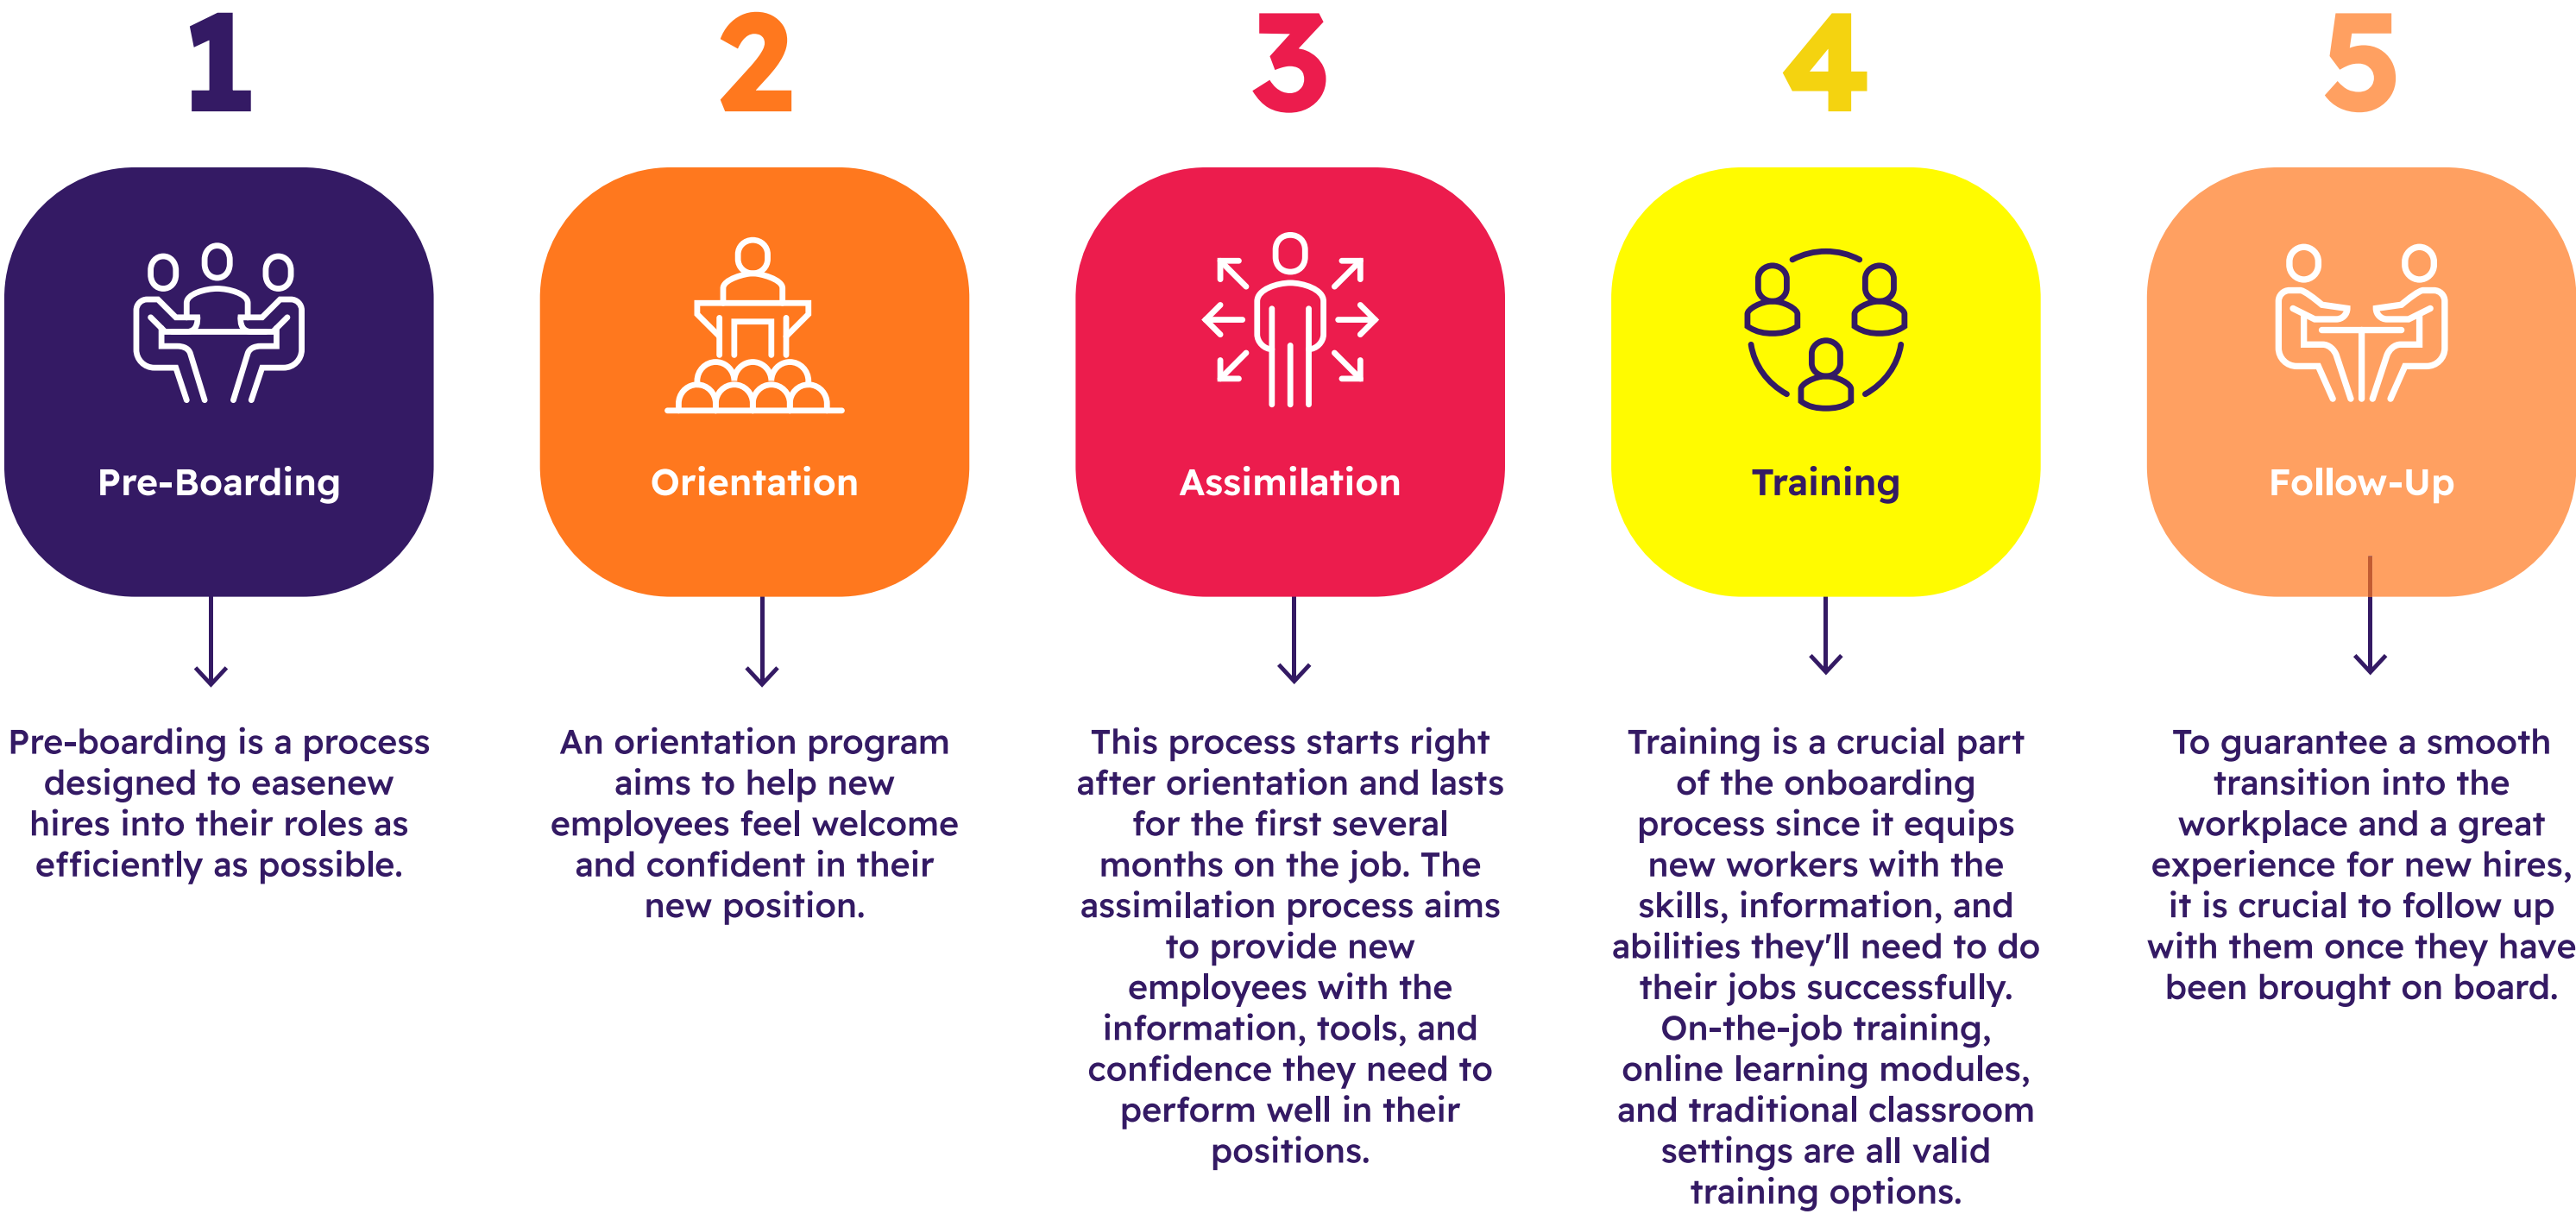 1
Pre-Boarding
Pre-boarding is a process
designed to easenew
hires into their roles as
efficiently as possible.
2
Orientation
An orientation program
aims to help new
employees feel welcome
and confident in their
new position.
3
Assimilation
This process starts right
after orientation and lasts
for the first several
months on the job. The
assimilation process aims
to provide new
employees with the
information, tools, and
confidence they need to
perform well in their
positions.
4
Training
Training is a crucial part
of the onboarding
process since it equips
new workers with the
skills, information, and
abilities they'll need to do
their jobs successfully.
On-the-job training,
online learning modules,
and traditional classroom
settings are all valid
training options.
5
Follow-Up
To guarantee a smooth
transition into the
workplace and a great
experience for new hires,
it is crucial to follow up
with them once they have
been brought on board.